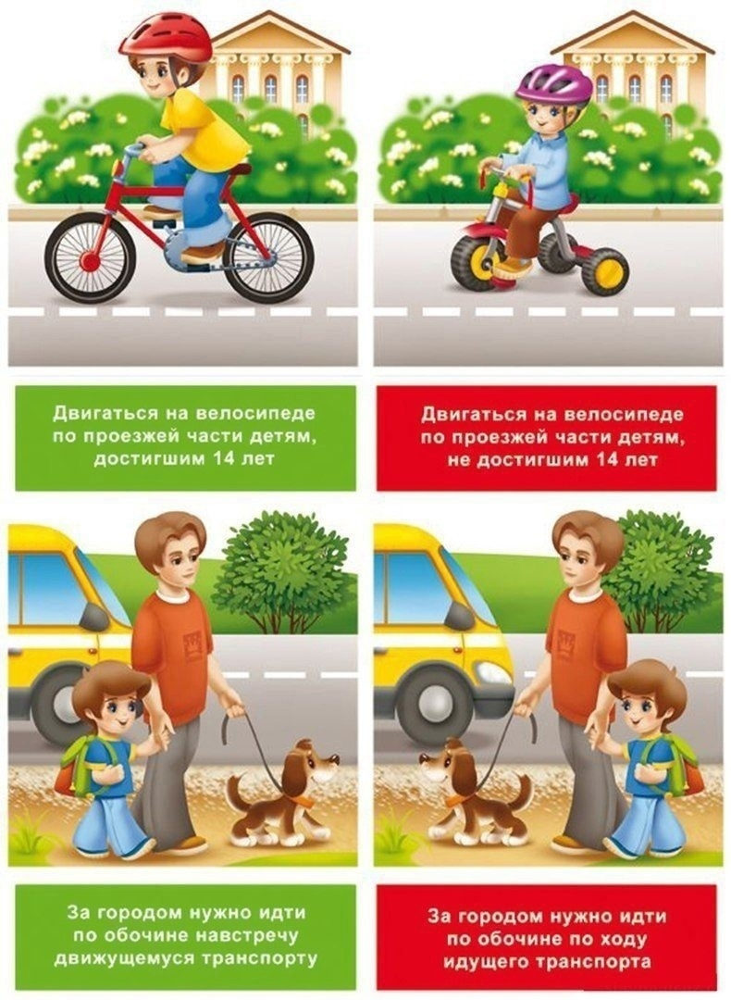 Двигаться на велосипеде
по проезжей части детям,
достигшим 14 лет
Двигаться на велосипеде
по проезжей части детям,
не достигшим 14 лет
За городом нужно идти
по обочине навстречу
движущемуся транспорту
За городом нужно идти
по обочине по ходу
идущего транспорта